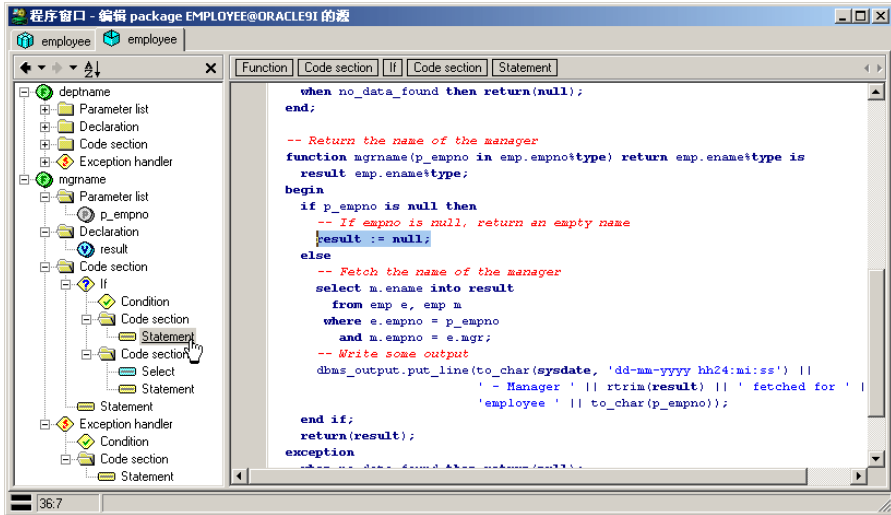 程序窗口 - 编辑 package EMPLOYEE@ORACLE9I 的源
employee employee
Function Code section If Code section Statement
deptname
Parameter list
Declaration
Code section
Exception handler
mgrname
Parameter list
p_empno
Declaration
result
Code section
If
Condition
Code section
Statement
Code section
Select
Statement
Statement
Exception handler
Condition
Code section
Statement
when no_data_found then return(null);
end;
-- Return the name of the manager
function mgrname(p_empno in emp.empno%type) return emp.ename%type is
result emp.ename%type;
begin
if p_empno is null then
-- If empno is null, return an empty name
result := null;
else
-- Fetch the name of the manager
select m.ename into result
from emp e, emp m
where e.empno = p_empno
and m.empno = e.mgr;
-- Write some output
dbms_output.put_line(to_char(sysdate, 'dd-mm-yyyy hh24:mi:ss') ||
' - Manager ' || rtrim(result) || ' fetched for ' |
'employee ' || to_char(p_empno));
end if;
return(result);
exception
when no_data_found then return(null);
36:7